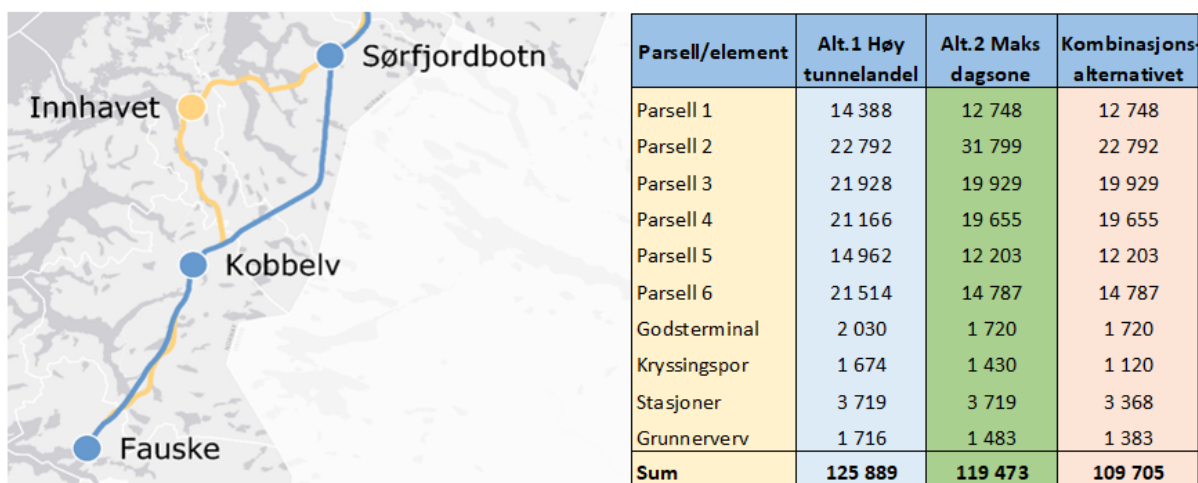 Sørfjordbotn
Innhavet
Kobbelv
Fauske
Parsell/element Alt.1 Høy tunnelandel Alt.2 Maks dagsone Kombinasjons-alternativet
Parsell 1 14 388 12 748 12 748
Parsell 2 22 792 31 799 22 792
Parsell 3 21 928 19 929 19 929
Parsell 4 21 166 19 655 19 655
Parsell 5 14 962 12 203 12 203
Parsell 6 21 514 14 787 14 787
Godsterminal 2 030 1 720 1 720
Kryssingspor 1 674 1 430 1 120
Stasjoner 3 719 3 719 3 368
Grunnerverv 1 716 1 483 1 383
Sum 125 889 119 473 109 705